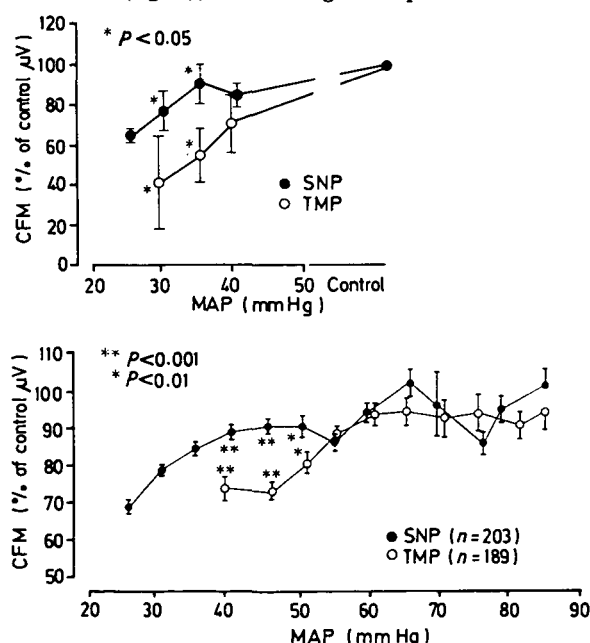 120
100
80
60
40
20
0
CFM (% of control µV)
* P<0.05
*
*
*
*
● SNP
○ TMP
20 30 40 50 Control
MAP (mmHg)
110
100
90
80
70
60
50
CFM (% of control µV)
** P<0.001
* P<0.01
** ** *
** ** *
● SNP (n=203)
○ TMP (n=189)
20 30 40 50 60 70 80 90
MAP (mmHg)